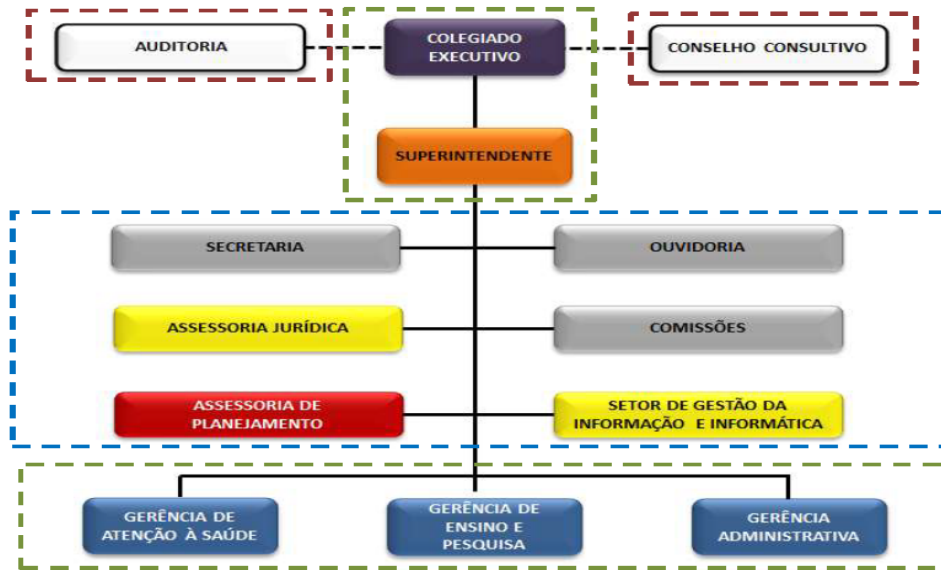 AUDITORIA
COLEGIADO
EXECUTIVO
CONSELHO CONSULTIVO
SUPERINTENDENTE
SECRETARIA
OUVIDORIA
ASSESSORIA JURÍDICA
COMISSÕES
ASSESSORIA DE
PLANEJAMENTO
SETOR DE GESTÃO DA
INFORMAÇÃO E INFORMÁTICA
GERÊNCIA DE
ATENÇÃO À SAÚDE
GERÊNCIA DE
ENSINO E
PESQUISA
GERÊNCIA
ADMINISTRATIVA